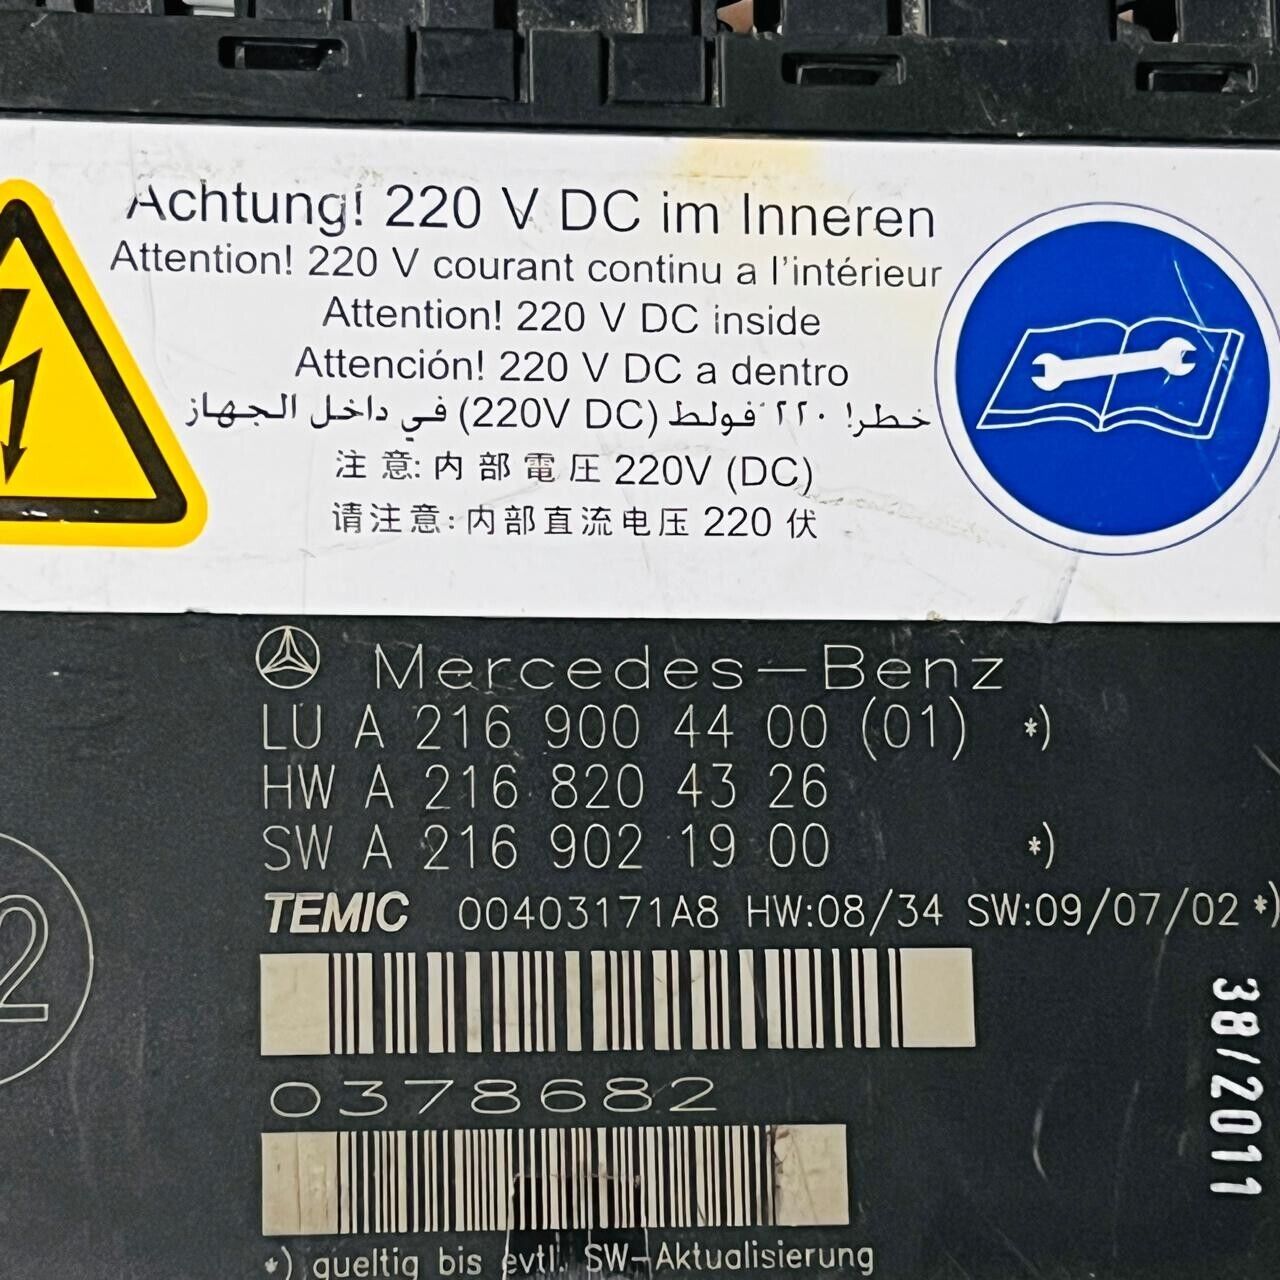 Achtung! 220 V DC im Inneren
Attention! 220 V courant continu a l'intérieur
Attention! 220 V DC inside
Attención! 220 V DC a dentro
خطر! ٢٢٠ فولط (220V DC) في داخل الجهاز
注意: 内部電圧 220V (DC)
请注意: 内部直流电压 220 伏
Mercedes-Benz
LU A 216 900 44 00 (01) *)
HW A 216 820 43 26
SW A 216 902 19 00 *)
TEMIC 00403171A8 HW:08/34 SW:09/07/02 *)
2
38/2011
0378682
*) gueltig bis evtl. SW-Aktualisierung